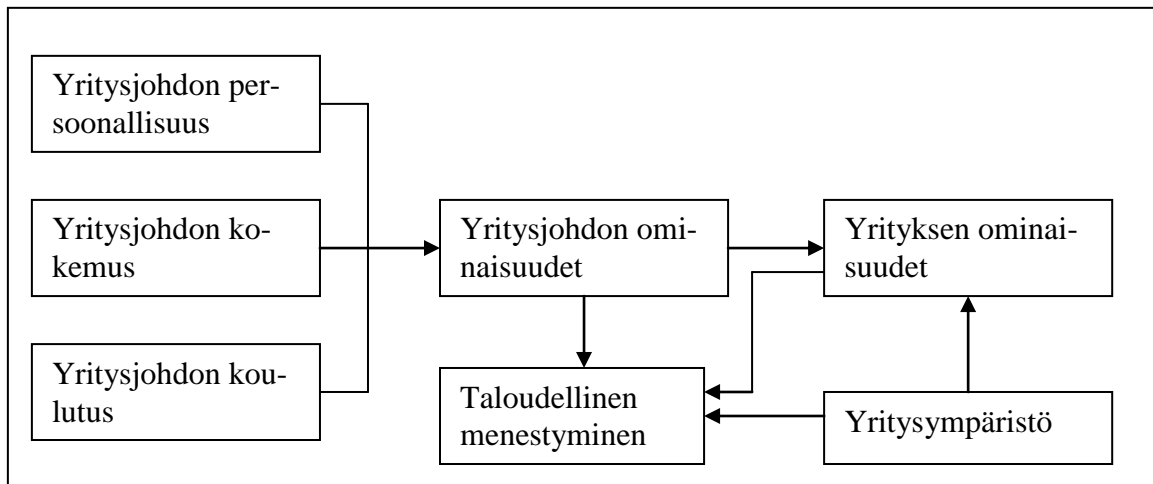 Yritysjohdon per-
soonallisuus
Yritysjohdon ko-
kemus
Yritysjohdon kou-
lutus
Yritysjohdon omi-
naisuudet
Taloudellinen
menestyminen
Yrityksen ominai-
suudet
Yritysympäristö